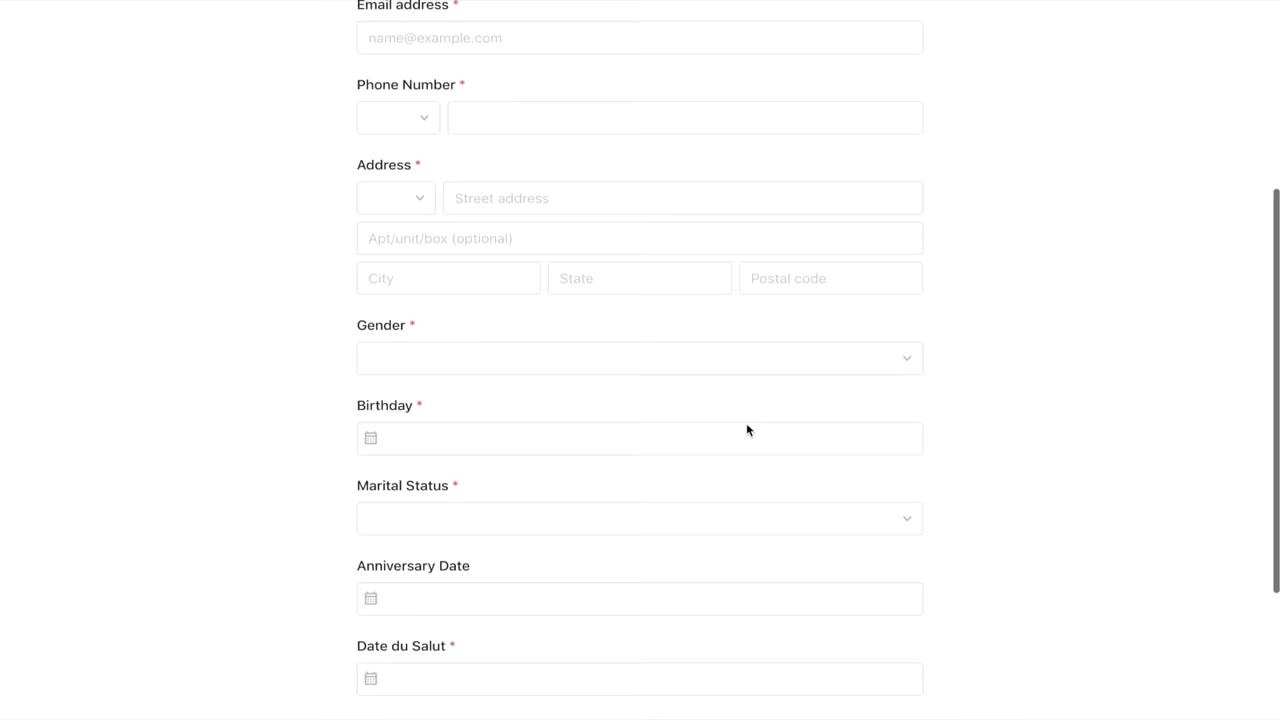 Email address *
name@example.com
Phone Number *
Address *
Street address
Apt/unit/box (optional)
City State Postal code
Gender *
Birthday *
Marital Status *
Anniversary Date
Date du Salut *